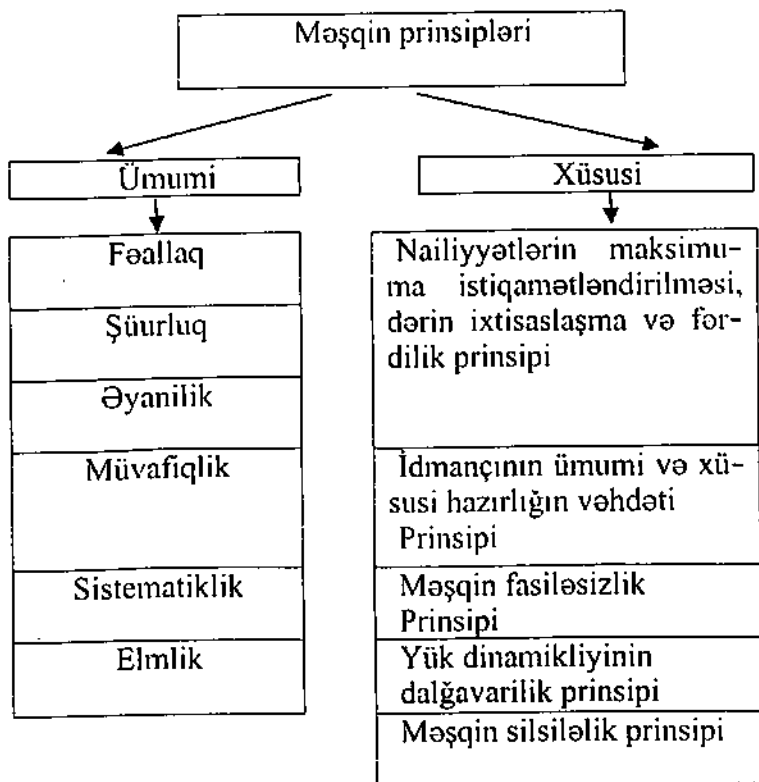 Məşqin prinsipləri
Ümumi
Xüsusi
Fəallaq
Şüurluq
Əyanilik
Müvafiqlik
Sistematiklik
Elmlik
Nailiyyətlərin maksimu-
ma istiqamətləndirilməsi,
dərin ixtisaslaşma və fər-
dilik prinsipi
İdmançının ümumi və xü-
susi hazırlığın vəhdəti
Prinsipi
Məşqin fasiləsizlik
Prinsipi
Yük dinamikliyinin
dalğavarilik prinsipi
Məşqin silsiləlik prinsipi